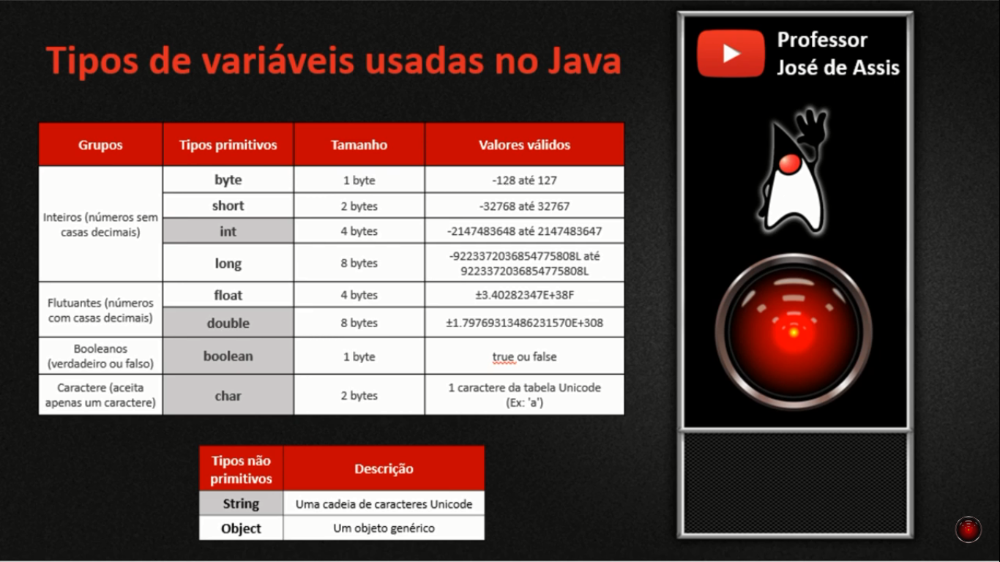 Tipos de variáveis usadas no Java
Professor
José de Assis
Grupos
Tipos primitivos
Tamanho
Valores válidos
Inteiros (números sem
casas decimais)
byte
1 byte
-128 até 127
short
2 bytes
-32768 até 32767
int
4 bytes
-2147483648 até 2147483647
long
8 bytes
-9223372036854775808L até
9223372036854775808L
Flutuantes (números
com casas decimais)
float
4 bytes
±3.40282347E+38F
double
8 bytes
±1.79769313486231570E+308
Booleanos
(verdadeiro ou falso)
boolean
1 byte
true ou false
Caractere (aceita
apenas um caractere)
char
2 bytes
1 caractere da tabela Unicode
(Ex: 'a')
Tipos não
primitivos
Descrição
String
Uma cadeia de caracteres Unicode
Object
Um objeto genérico